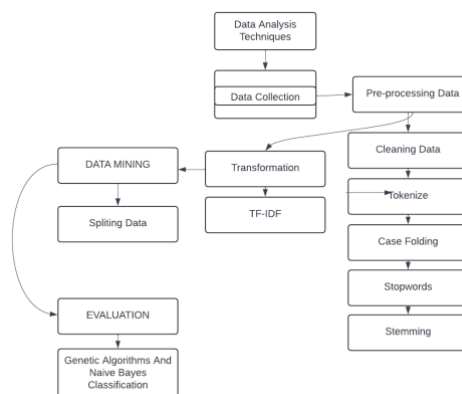 Data Analysis
Techniques
Data Collection
Pre-processing Data
Cleaning Data
DATA MINING
Transformation
Tokenize
TF-IDF
Spliting Data
Case Folding
Stopwords
EVALUATION
Stemming
Genetic Algorithms And
Naive Bayes
Classification